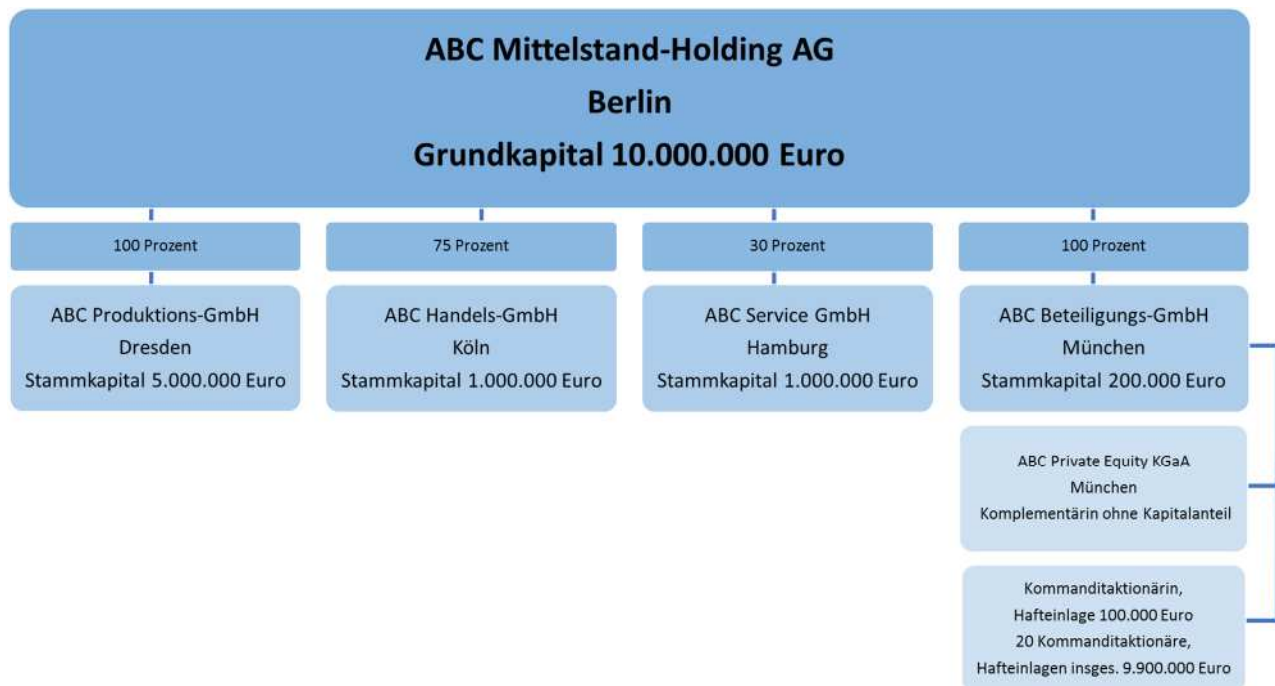 ABC Mittelstand-Holding AG
Berlin
Grundkapital 10.000.000 Euro
100 Prozent
75 Prozent
30 Prozent
100 Prozent
ABC Produktions-GmbH
Dresden
Stammkapital 5.000.000 Euro
ABC Handels-GmbH
Köln
Stammkapital 1.000.000 Euro
ABC Service GmbH
Hamburg
Stammkapital 1.000.000 Euro
ABC Beteiligungs-GmbH
München
Stammkapital 200.000 Euro
ABC Private Equity KGaA
München
Komplementärin ohne Kapitalanteil
Kommanditaktionärin,
Hafteinlage 100.000 Euro
20 Kommanditaktionäre,
Hafteinlagen insges. 9.900.000 Euro